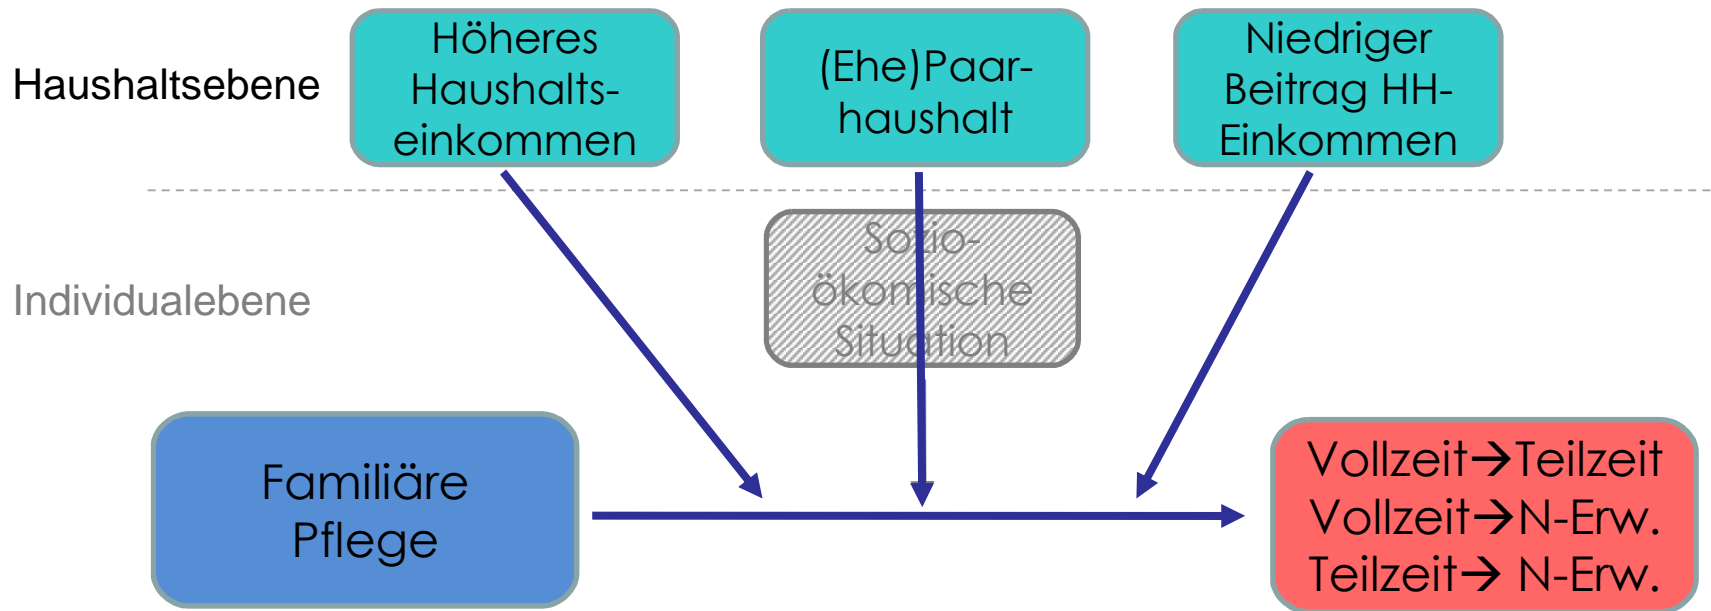 Haushaltsebene
Höheres
Haushalts-
einkommen
(Ehe)Paar-
haushalt
Niedriger
Beitrag HH-
Einkommen
Individualebene
Sozio-
ökomische
Situation
Familiäre
Pflege
Vollzeit→Teilzeit
Vollzeit→N-Erw.
Teilzeit→ N-Erw.